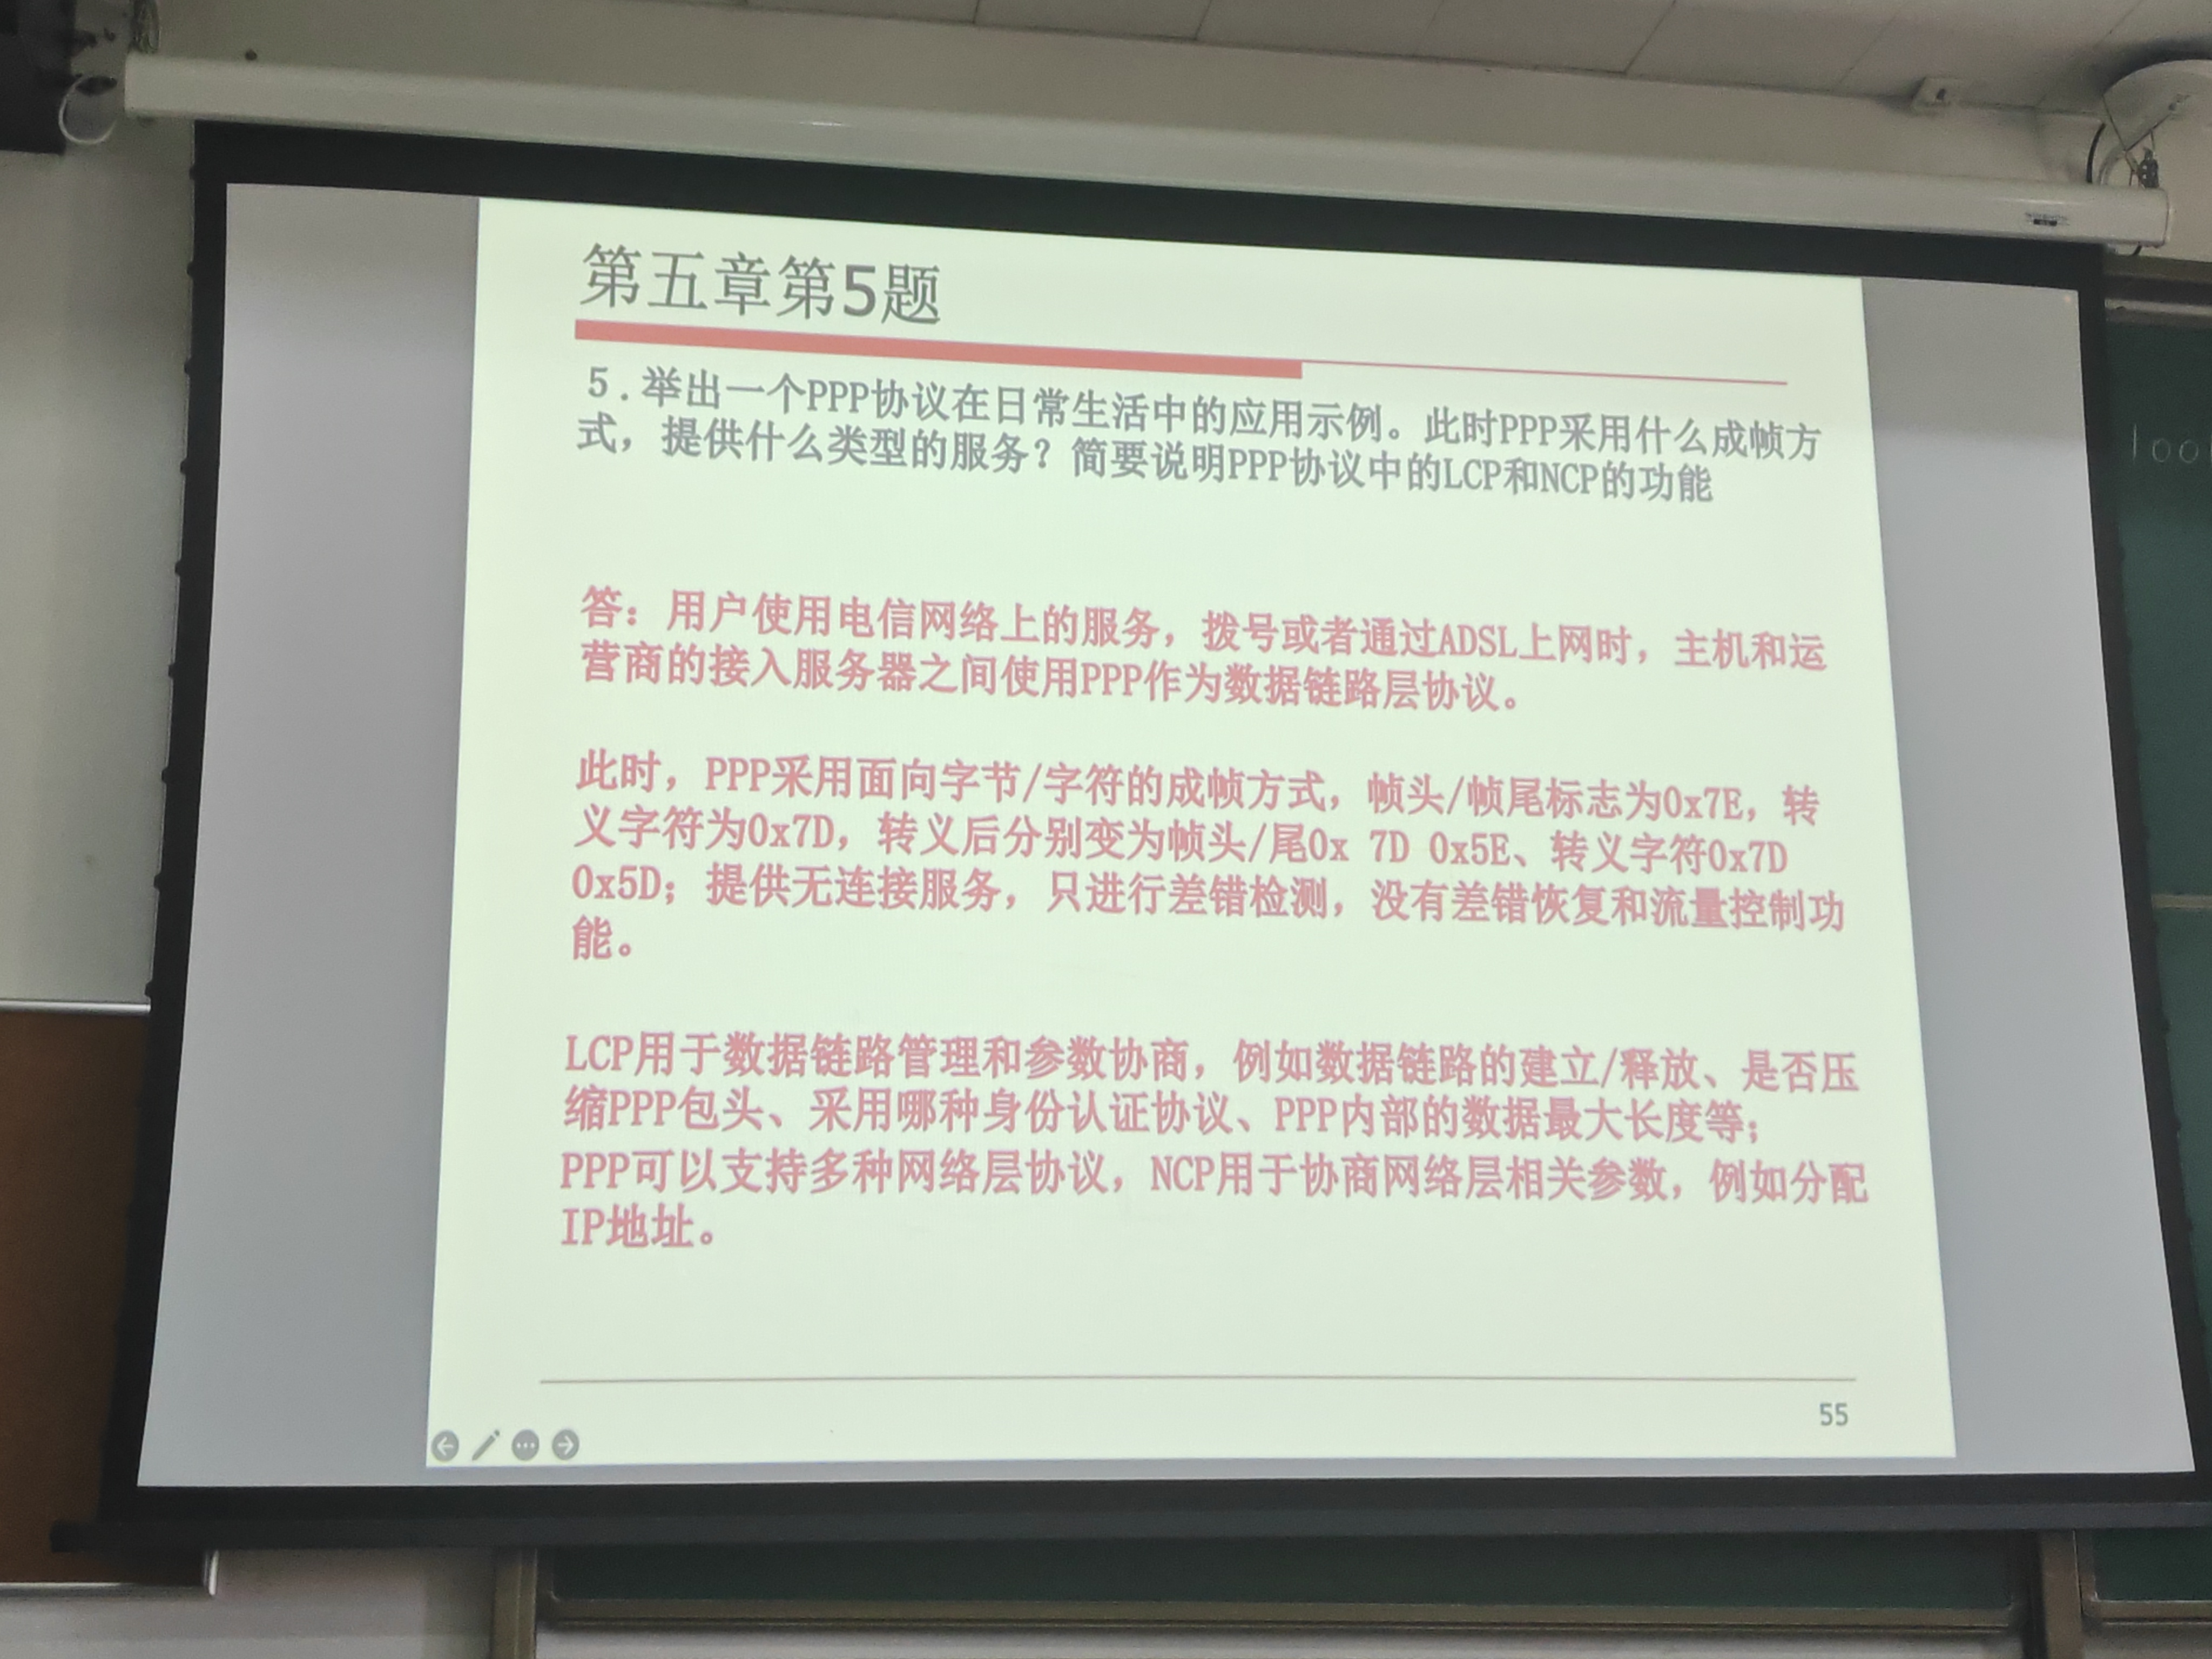 第五章第5题
5.举出一个PPP协议在日常生活中的应用示例。此时PPP采用什么成帧方
式，提供什么类型的服务？简要说明PPP协议中的LCP和NCP的功能
答：用户使用电信网络上的服务，拨号或者通过ADSL上网时，主机和运
营商的接入服务器之间使用PPP作为数据链路层协议。
此时，PPP采用面向字节/字符的成帧方式，帧头/帧尾标志为0x7E，转
义字符为0x7D，转义后分别变为帧头/尾0x 7D 0x5E、转义字符0x7D
0x5D；提供无连接服务，只进行差错检测，没有差错恢复和流量控制功
能。
LCP用于数据链路管理和参数协商，例如数据链路的建立/释放、是否压
缩PPP包头、采用哪种身份认证协议、PPP内部的数据最大长度等；
PPP可以支持多种网络层协议，NCP用于协商网络层相关参数，例如分配
IP地址。
55